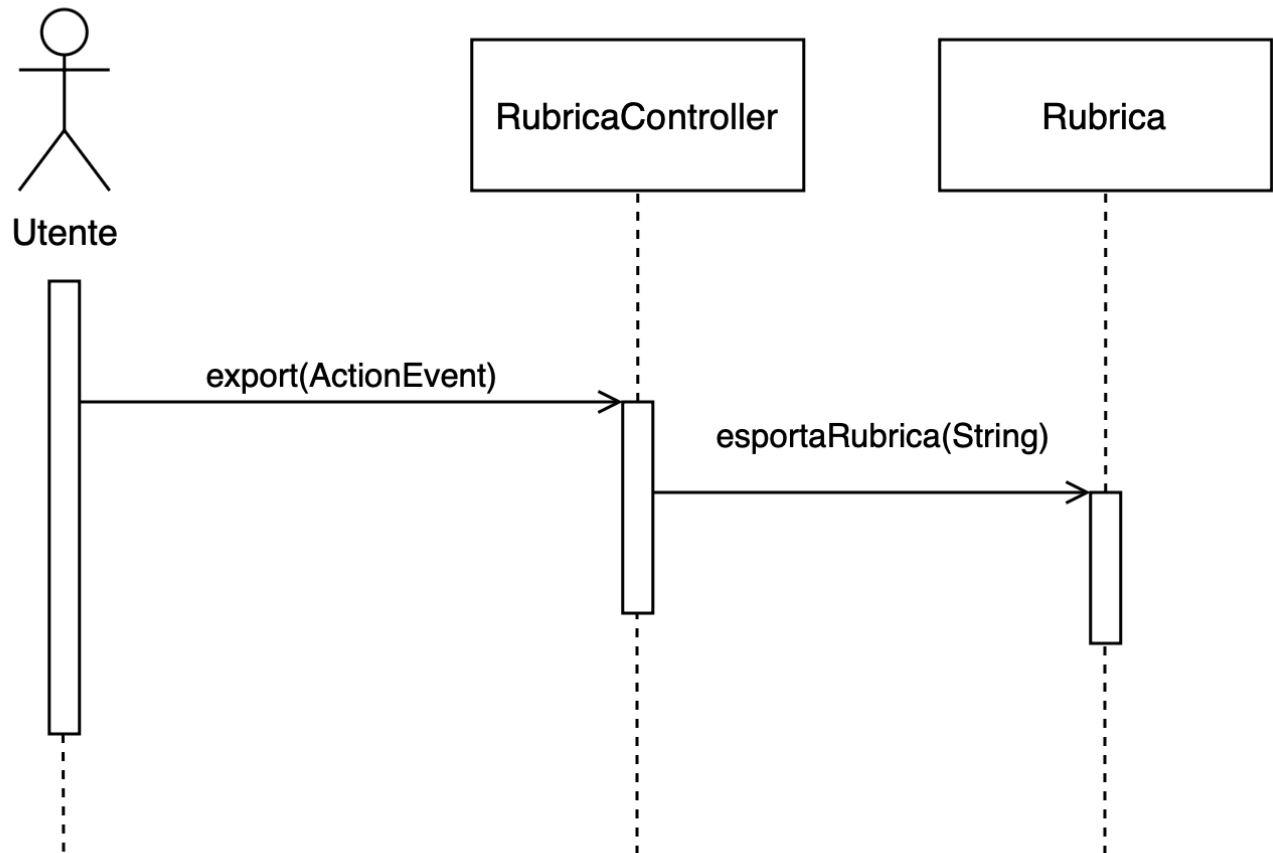 RubricaController
Rubrica
Utente
export(ActionEvent)
esportaRubrica(String)